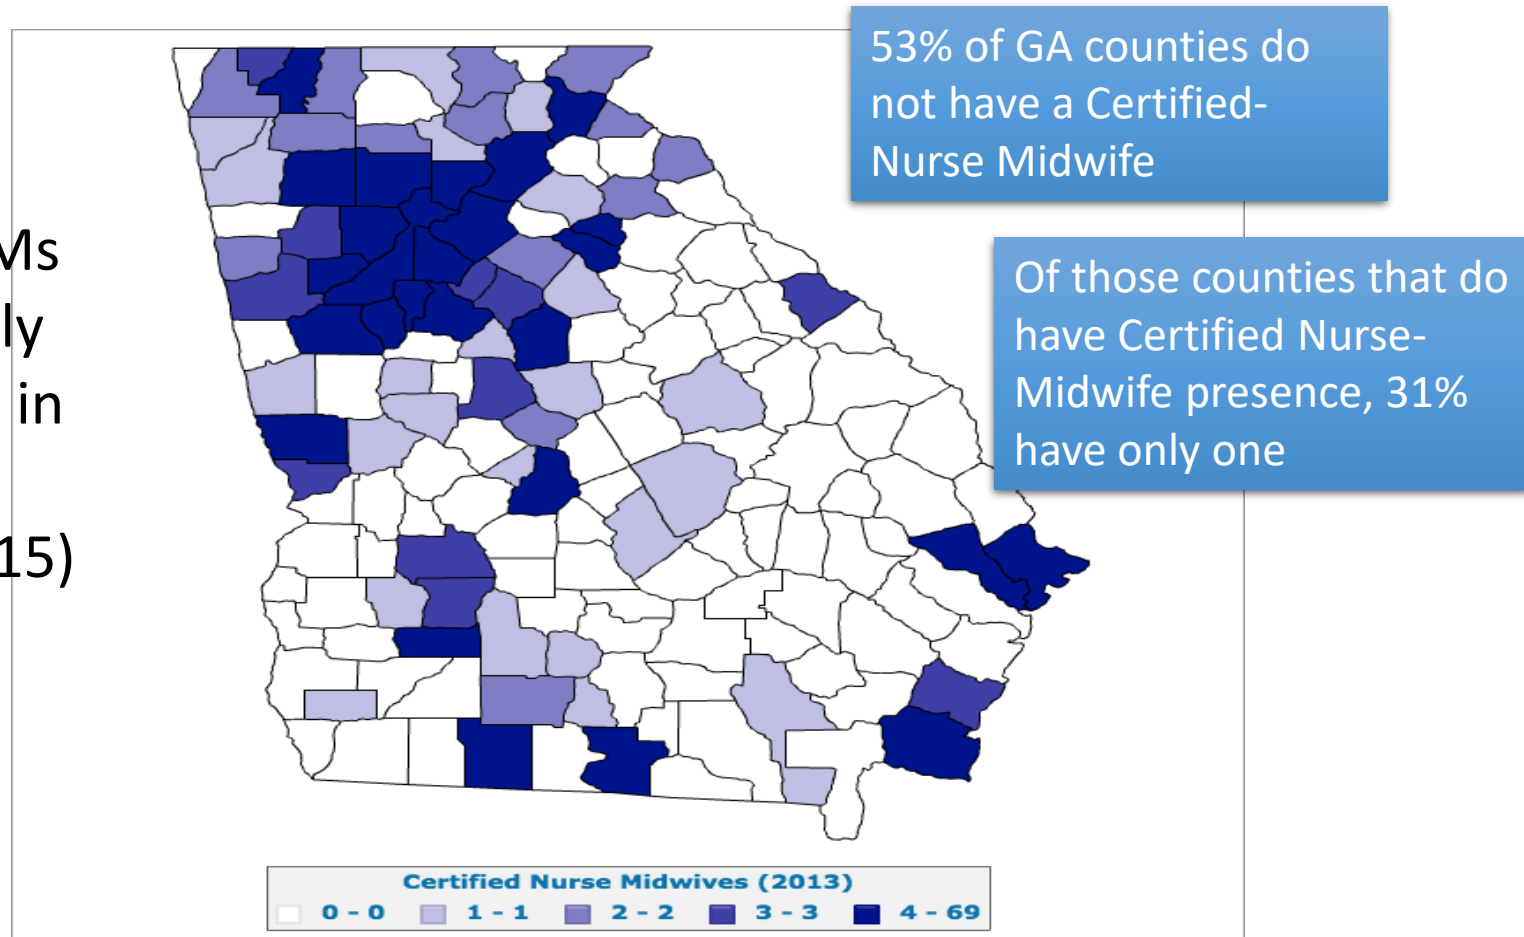 53% of GA counties do
not have a Certified-
Nurse Midwife
Ms
ly
in
15)
Of those counties that do
have Certified Nurse-
Midwife presence, 31%
have only one
Certified Nurse Midwives (2013)
0 - 0 1 - 1 2 - 2 3 - 3 4 - 69